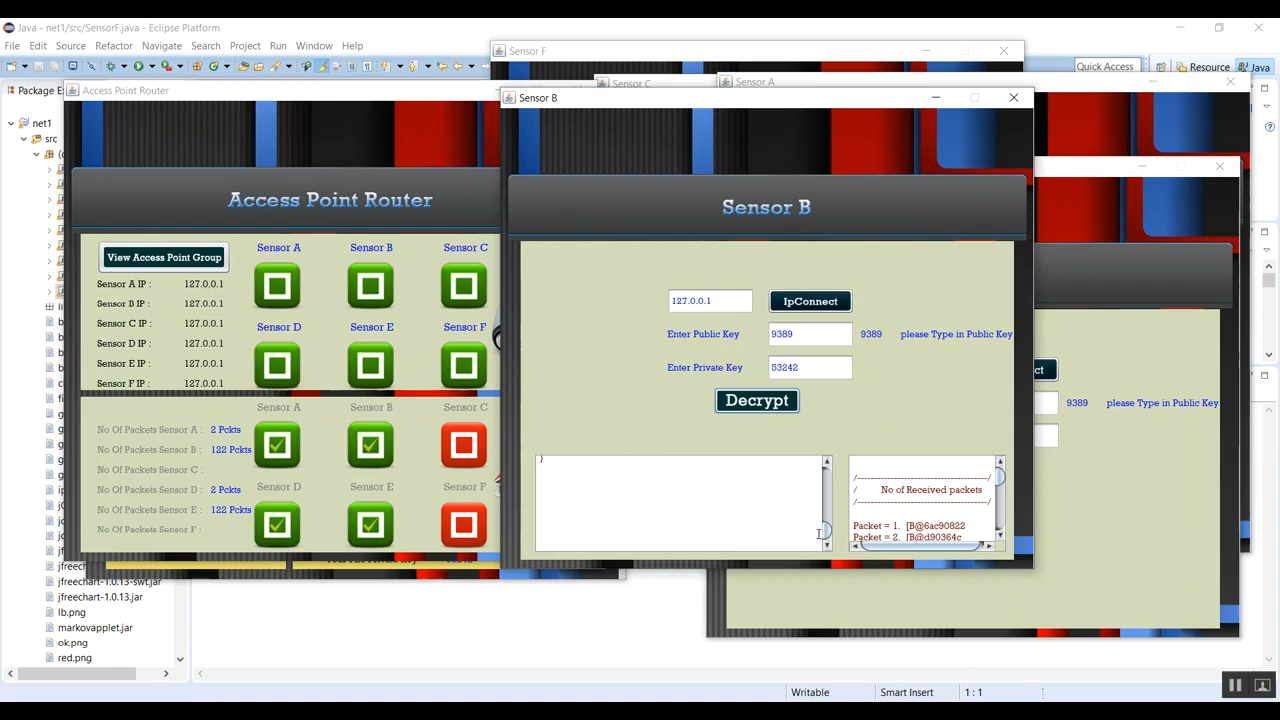 Java - net1/src/SensorF.java - Eclipse Platform
File Edit Source Refactor Navigate Search Project Run Window Help
Quick Access
Resource
Java
Sensor F
Sensor C
Sensor A
Package
net1
src
jfreechart-1.0.13-swt.jar
jfreechart-1.0.13.jar
lb.png
markovapplet.jar
ok.png
red.png
Access Point Router
Access Point Router
View Access Point Group
Sensor A IP : 127.0.0.1
Sensor B IP : 127.0.0.1
Sensor C IP : 127.0.0.1
Sensor D IP : 127.0.0.1
Sensor E IP : 127.0.0.1
Sensor F IP : 127.0.0.1
Sensor A Sensor B Sensor C
Sensor D Sensor E Sensor F
Sensor A Sensor B Sensor C
Sensor D Sensor E Sensor F
No Of Packets Sensor A : 2 Pckts
No Of Packets Sensor B : 122 Pckts
No Of Packets Sensor C :
No Of Packets Sensor D : 2 Pckts
No Of Packets Sensor E : 122 Pckts
No Of Packets Sensor F :
Sensor B
Sensor B
127.0.0.1 IpConnect
Enter Public Key 9389 9389 please Type in Public Key
Enter Private Key 53242
Decrypt
}
/---------------------------------------/
/ No of Received packets
/---------------------------------------/
Packet = 1. [B@6ac90822
Packet = 2. [B@d90364c
9389 please Type in Public Key
Writable Smart Insert 1 : 1